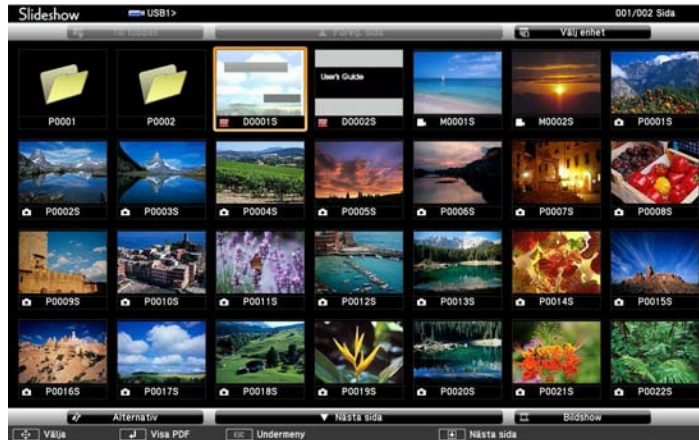 Slideshow USB1> 001/002 Sida
Till toppen ▲ Föreg. sida Välj enhet
User's Guide
P0001 P0002 D0001S D0002S M0001S M0002S P0001S
P0002S P0003S P0004S P0005S P0006S P0007S P0008S
P0009S P0010S P0011S P0012S P0013S P0014S P0015S
P0016S P0017S P0018S P0019S P0020S P0021S P0022S
Alternativ ▼ Nästa sida Bildshow
Välja Visa PDF ESC Undermeny Nästa sida